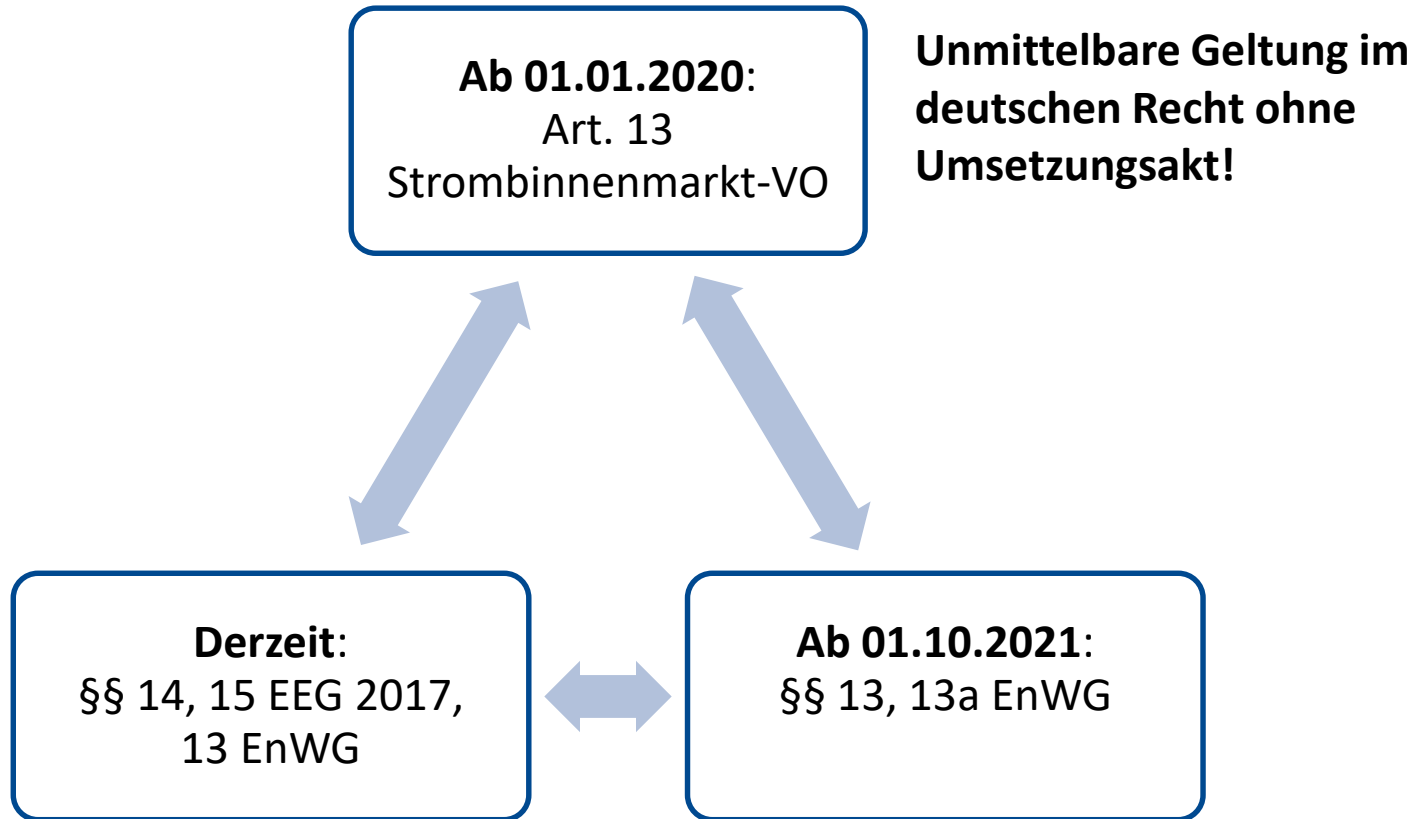 Ab 01.01.2020:
Art. 13
Strombinnenmarkt-VO
Unmittelbare Geltung im
deutschen Recht ohne
Umsetzungsakt!
Derzeit:
§§ 14, 15 EEG 2017,
13 EnWG
Ab 01.10.2021:
§§ 13, 13a EnWG